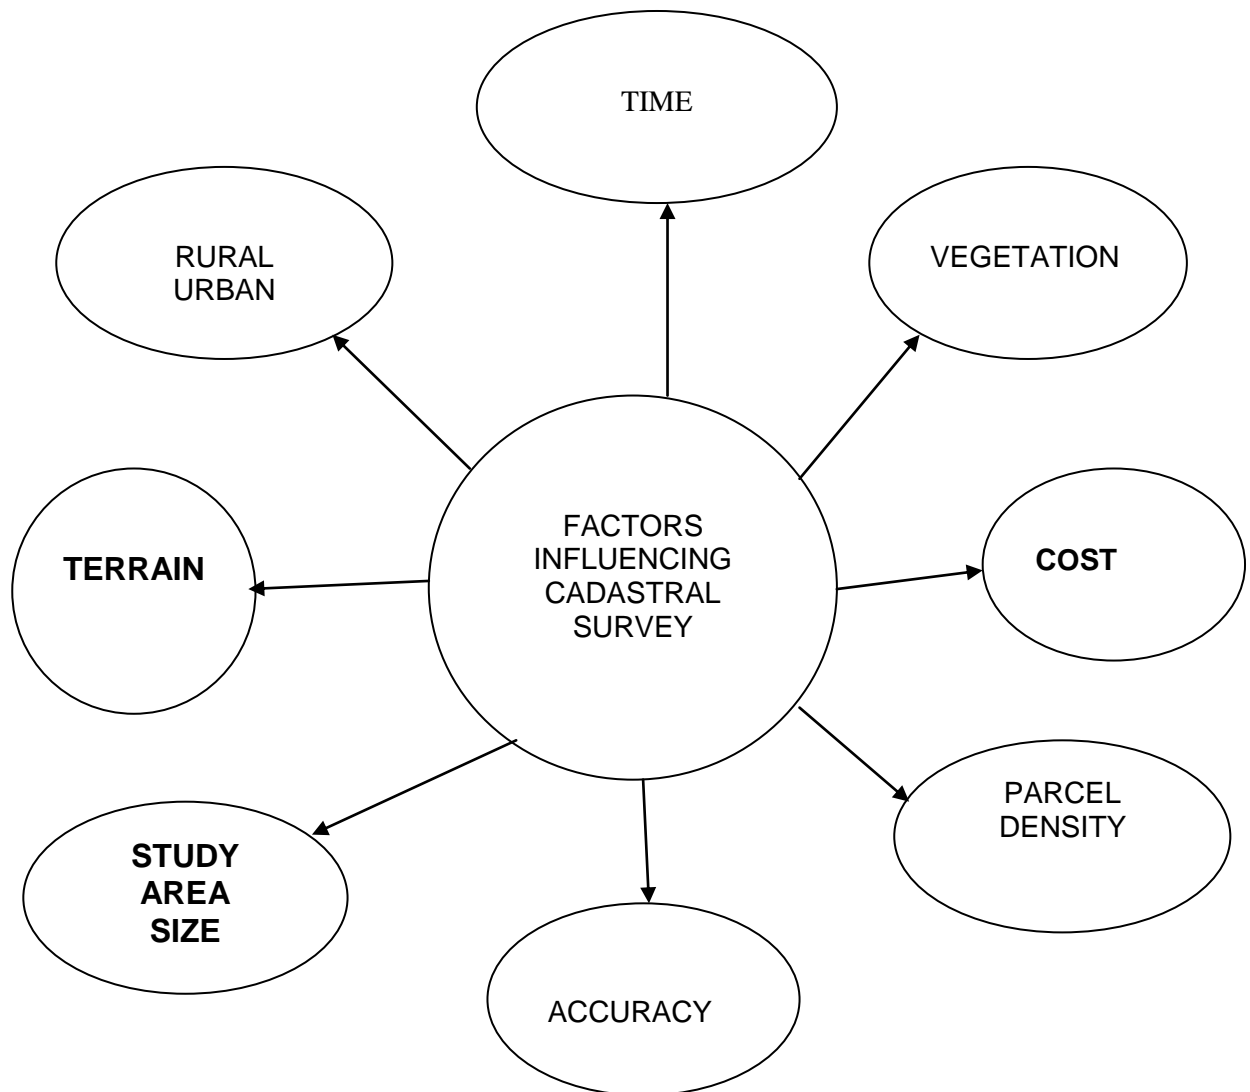 TIME
RURAL
URBAN
VEGETATION
TERRAIN
FACTORS
INFLUENCING
CADASTRAL
SURVEY
COST
STUDY
AREA
SIZE
PARCEL
DENSITY
ACCURACY